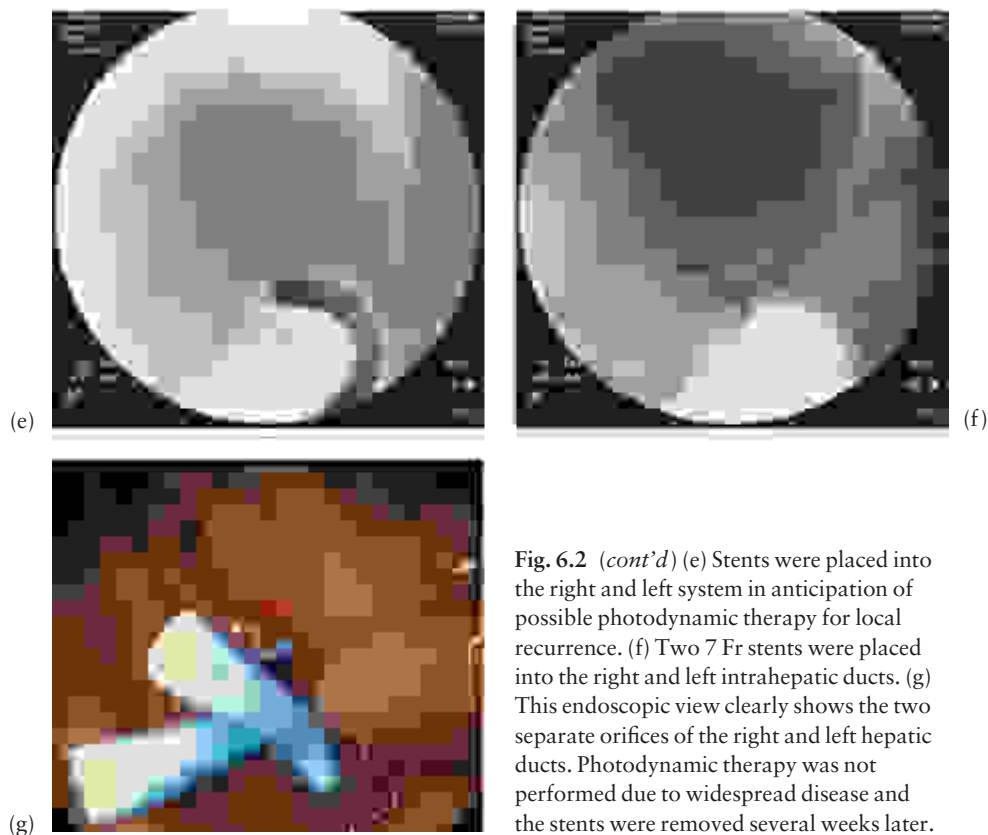 (e)
(f)
(g)
Fig. 6.2 (cont'd) (e) Stents were placed into
the right and left system in anticipation of
possible photodynamic therapy for local
recurrence. (f) Two 7 Fr stents were placed
into the right and left intrahepatic ducts. (g)
This endoscopic view clearly shows the two
separate orifices of the right and left hepatic
ducts. Photodynamic therapy was not
performed due to widespread disease and
the stents were removed several weeks later.